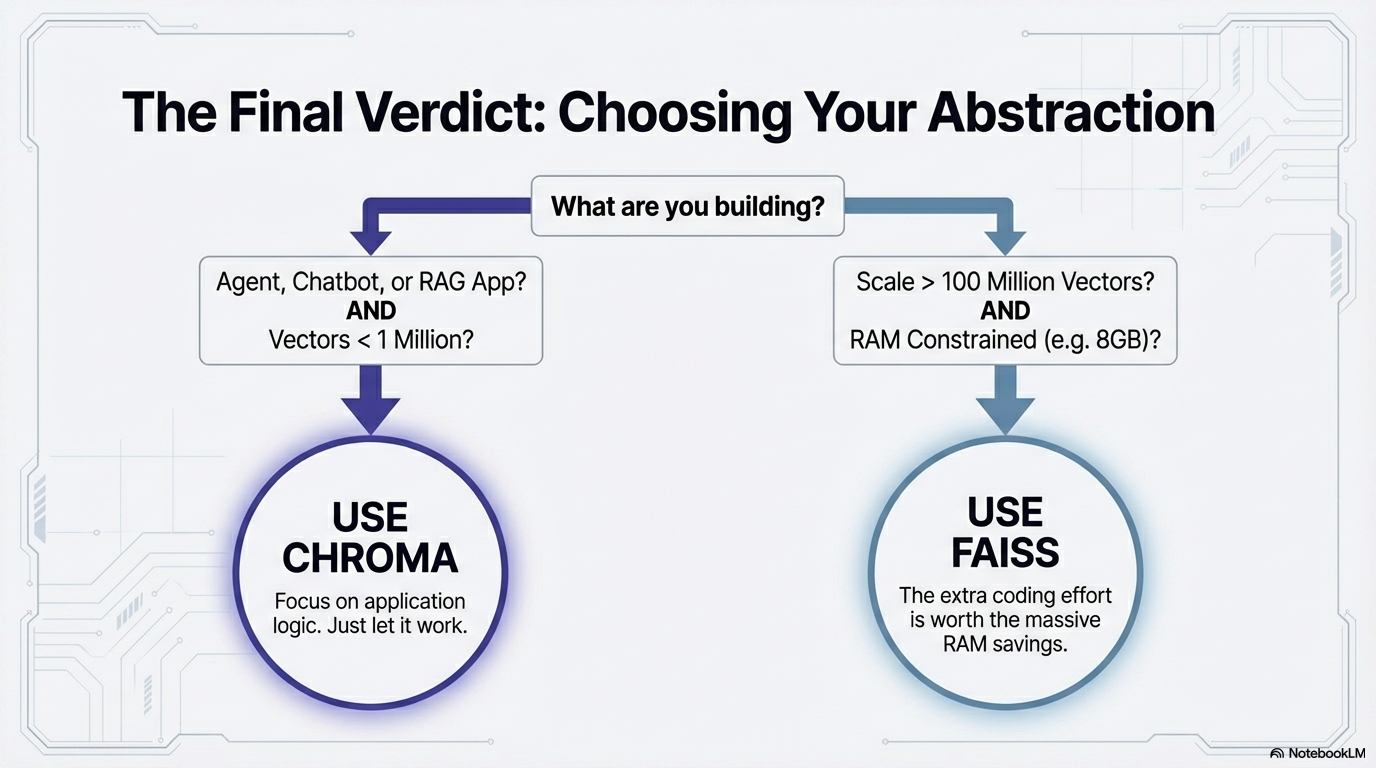 The Final Verdict: Choosing Your Abstraction
What are you building?
Agent, Chatbot, or RAG App?
AND
Vectors < 1 Million?
Scale > 100 Million Vectors?
AND
RAM Constrained (e.g. 8GB)?
USE
CHROMA
Focus on application
logic. Just let it work.
USE
FAISS
The extra coding effort
is worth the massive
RAM savings.
NotebookLM